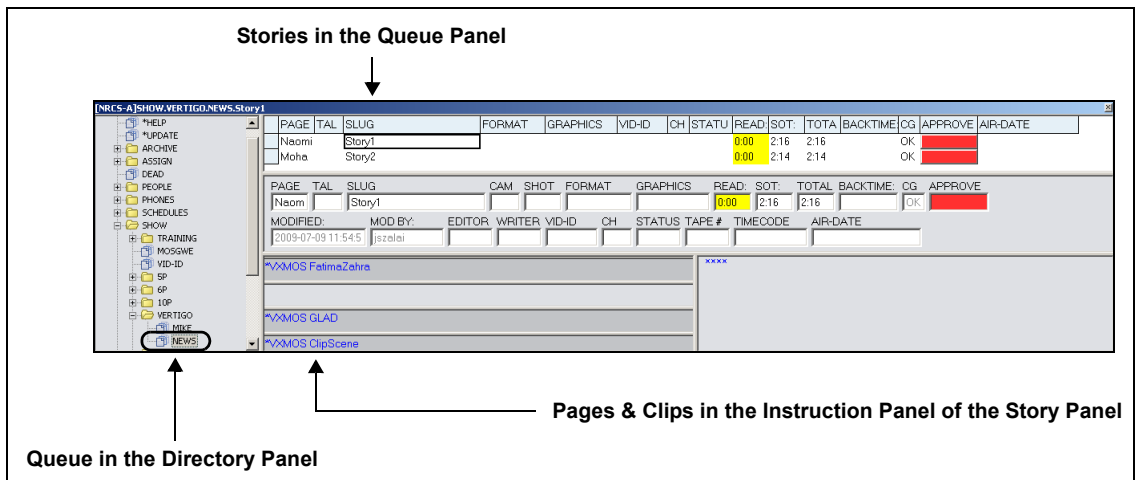 Stories in the Queue Panel
[NRCS-A]SHOW.VERTIGO.NEWS.Story1
*HELP
*UPDATE
ARCHIVE
ASSIGN
DEAD
PEOPLE
PHONES
SCHEDULES
SHOW
TRAINING
MOSGWE
VID-ID
5P
6P
10P
VERTIGO
MIKE
NEWS
PAGE TAL SLUG FORMAT GRAPHICS VID-ID CH STATU READ: SOT: TOTA BACKTIME: CG APPROVE AIR-DATE
Naomi Story1 0:00 2:16 2:16 OK
Moha Story2 0:00 2:14 2:14 OK
PAGE TAL SLUG CAM SHOT FORMAT GRAPHICS READ: SOT: TOTAL BACKTIME: CG APPROVE
Naom Story1 0:00 2:16 2:16 OK
MODIFIED: MOD BY: EDITOR WRITER VID-ID CH STATUS TAPE # TIMECODE AIR-DATE
2009-07-09 11:54:5 jszalai
*VXMOS FatimaZahra
*VXMOS GLAD
*VXMOS ClipScene
××××
Pages & Clips in the Instruction Panel of the Story Panel
Queue in the Directory Panel